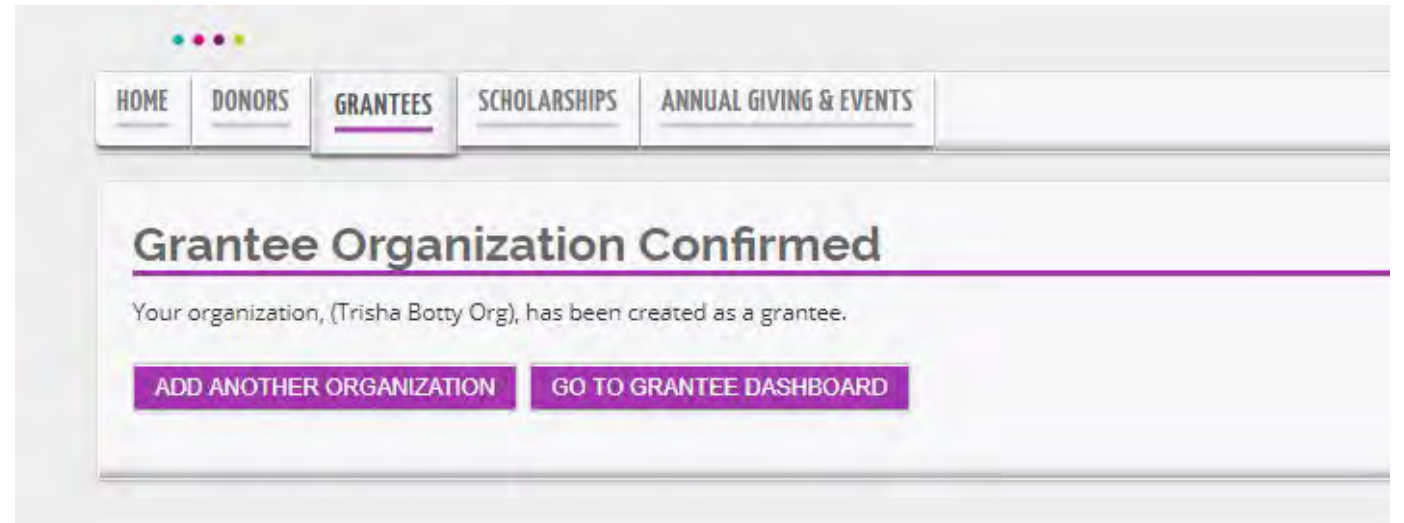 HOME DONORS GRANTEES SCHOLARSHIPS ANNUAL GIVING & EVENTS
Grantee Organization Confirmed
Your organization, (Trisha Botty Org), has been created as a grantee.
ADD ANOTHER ORGANIZATION GO TO GRANTEE DASHBOARD